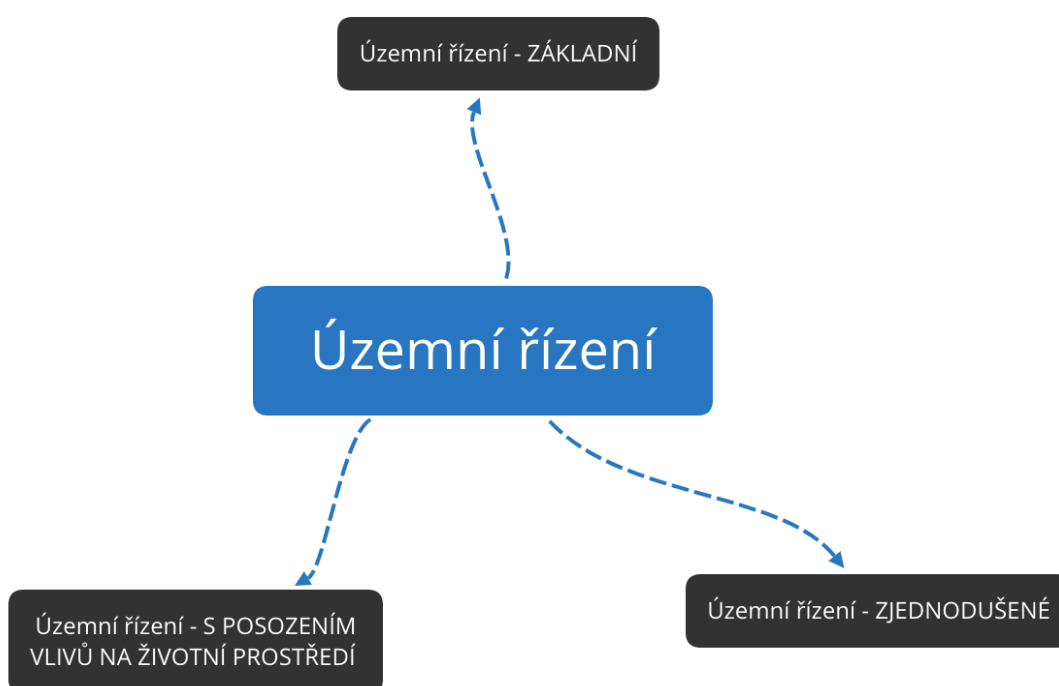 Územní řízení - ZÁKLADNÍ
Územní řízení
Územní řízení - S POSOZENÍM
VLIVŮ NA ŽIVOTNÍ PROSTŘEDÍ
Územní řízení - ZJEDNODUŠENÉ